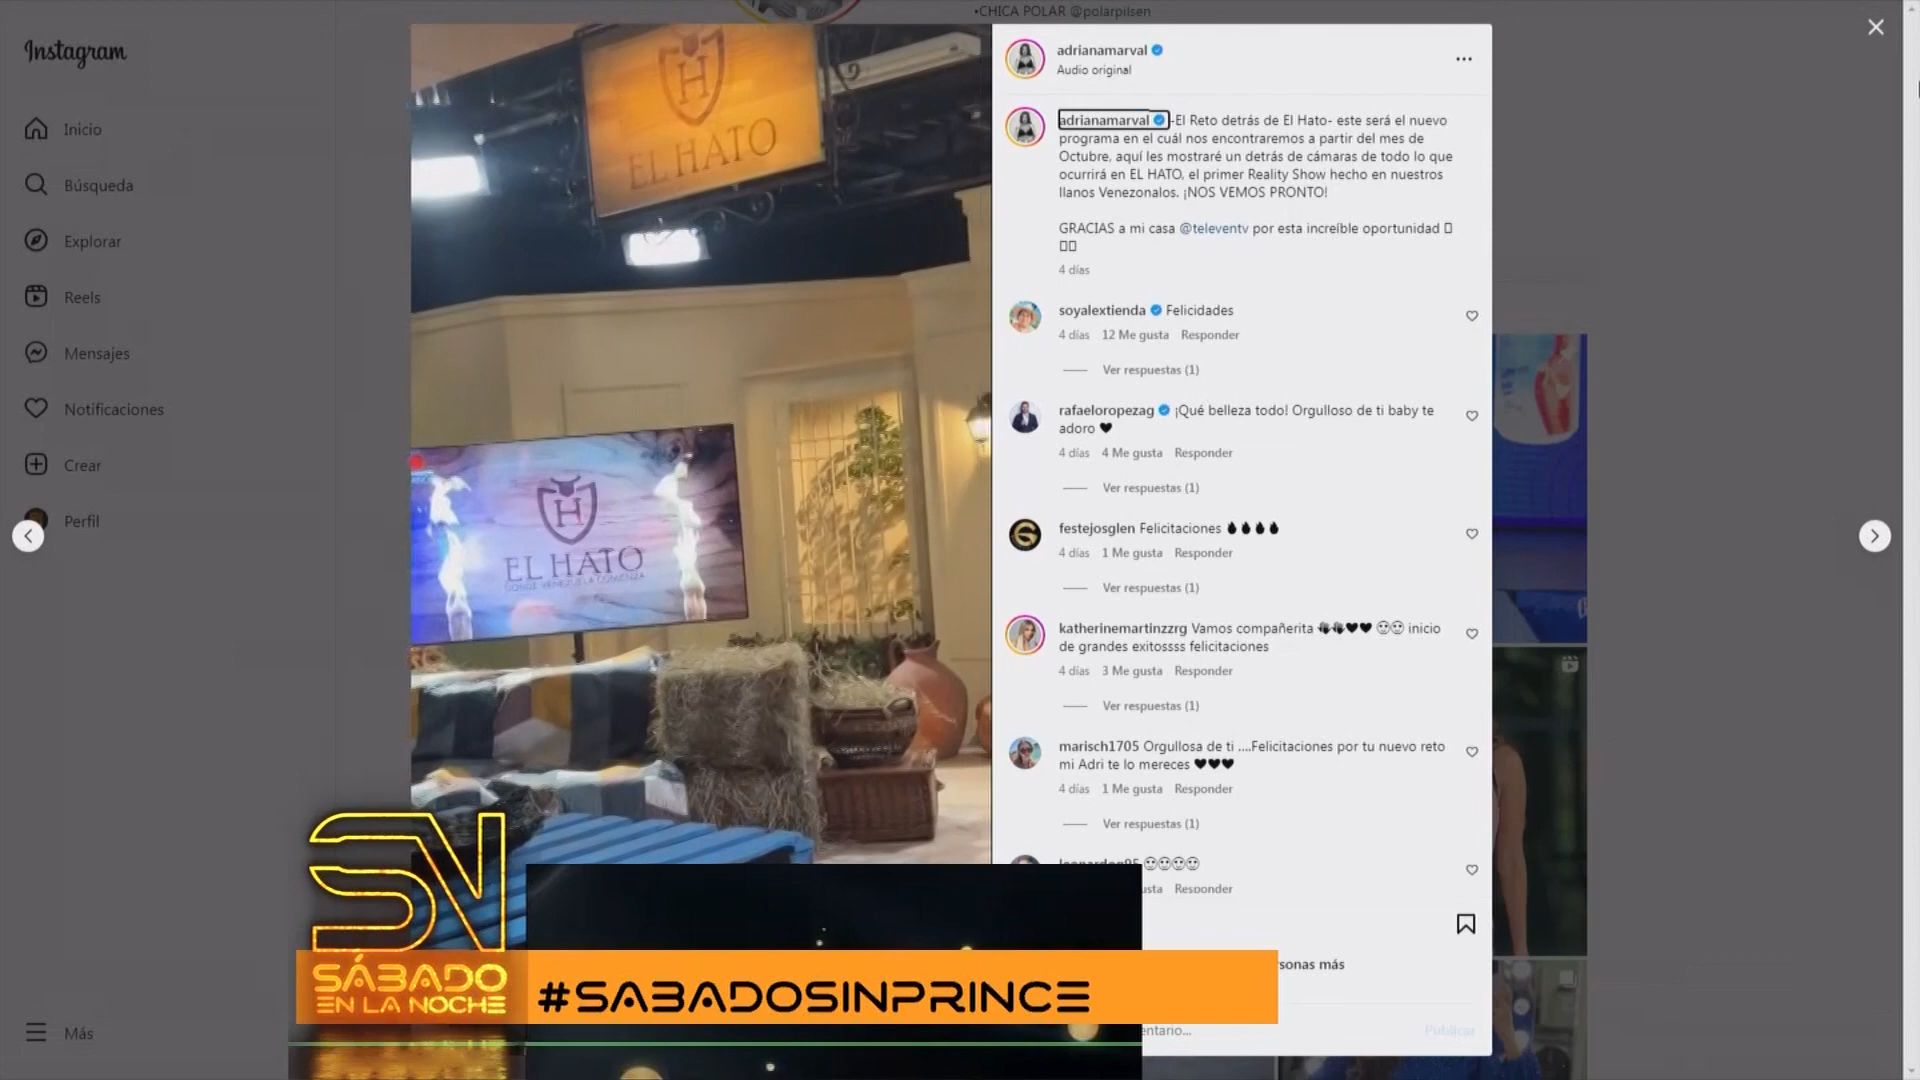 •CHICA POLAR @polarpilsen
Instagram
Inicio
Búsqueda
Explorar
Reels
Mensajes
Notificaciones
Crear
Perfil
Más
H
EL HATO
H
EL HATO
DONDE VENEZUELA COMIENZA
adrianamarval
Audio original
adrianamarval -El Reto detrás de El Hato- este será el nuevo
programa en el cuál nos encontraremos a partir del mes de
Octubre, aquí les mostraré un detrás de cámaras de todo lo que
ocurrirá en EL HATO, el primer Reality Show hecho en nuestros
llanos Venezonalos. ¡NOS VEMOS PRONTO!
GRACIAS a mi casa @televentv por esta increíble oportunidad
4 días
soyalextienda Felicidades
4 días 12 Me gusta Responder
Ver respuestas (1)
rafaeloropezag ¡Qué belleza todo! Orgulloso de ti baby te
adoro ♥
4 días 4 Me gusta Responder
Ver respuestas (1)
festejosglen Felicitaciones
4 días 1 Me gusta Responder
Ver respuestas (1)
katherinemartinzzrg Vamos compañerita ♥♥ inicio
de grandes exitossss felicitaciones
4 días 3 Me gusta Responder
Ver respuestas (1)
marisch1705 Orgullosa de ti ....Felicitaciones por tu nuevo reto
mi Adri te lo mereces ♥♥♥
4 días 1 Me gusta Responder
Ver respuestas (1)
usta Responder
rsonas más
entario...
Publicar
SN
SÁBADO
EN LA NOCHE
#SABADOSINPRINCE